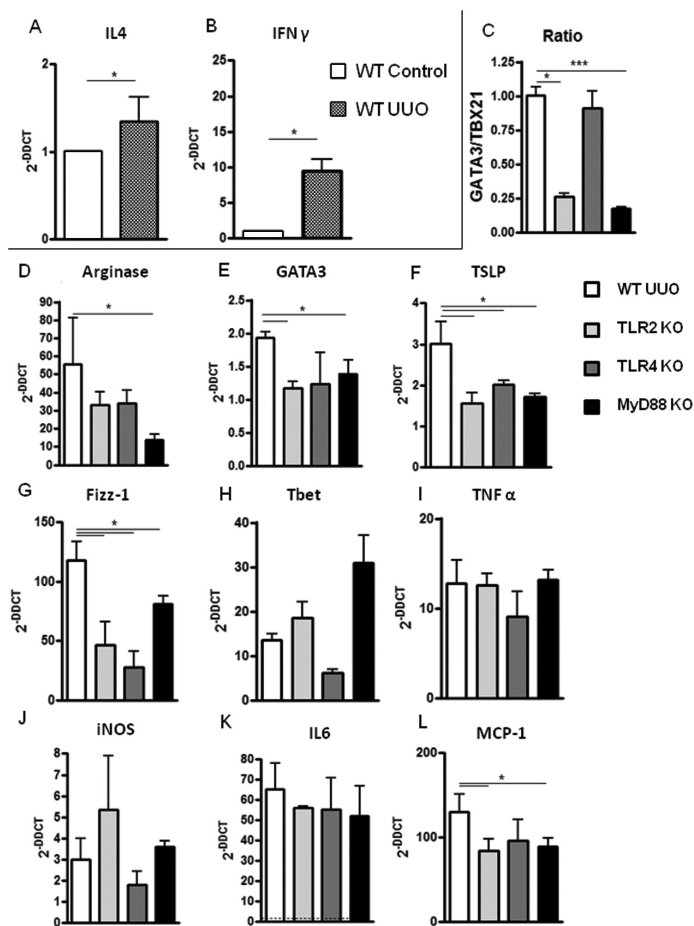 A
IL4
*
2
1
0
2-DDCT
B
IFN γ
*
25
20
15
10
5
0
2-DDCT
WT Control
WT UUO
C
Ratio
***
*
1.25
1.00
0.75
0.50
0.25
0.00
GATA3/TBX21
D
Arginase
*
90
80
70
60
50
40
30
20
10
0
2-DDCT
E
GATA3
*
2.5
2.0
1.5
1.0
0.5
0.0
2-DDCT
F
TSLP
*
4
3
2
1
0
2-DDCT
WT UUO
TLR2 KO
TLR4 KO
MyD88 KO
G
Fizz-1
*
150
100
50
0
2-DDCT
H
Tbet
40
30
20
10
0
2-DDCT
I
TNF α
20
10
0
2-DDCT
J
iNOS
8
7
6
5
4
3
2
1
0
2-DDCT
K
IL6
80
70
60
50
40
30
20
10
0
2-DDCT
L
MCP-1
*
200
100
0
2-DDCT